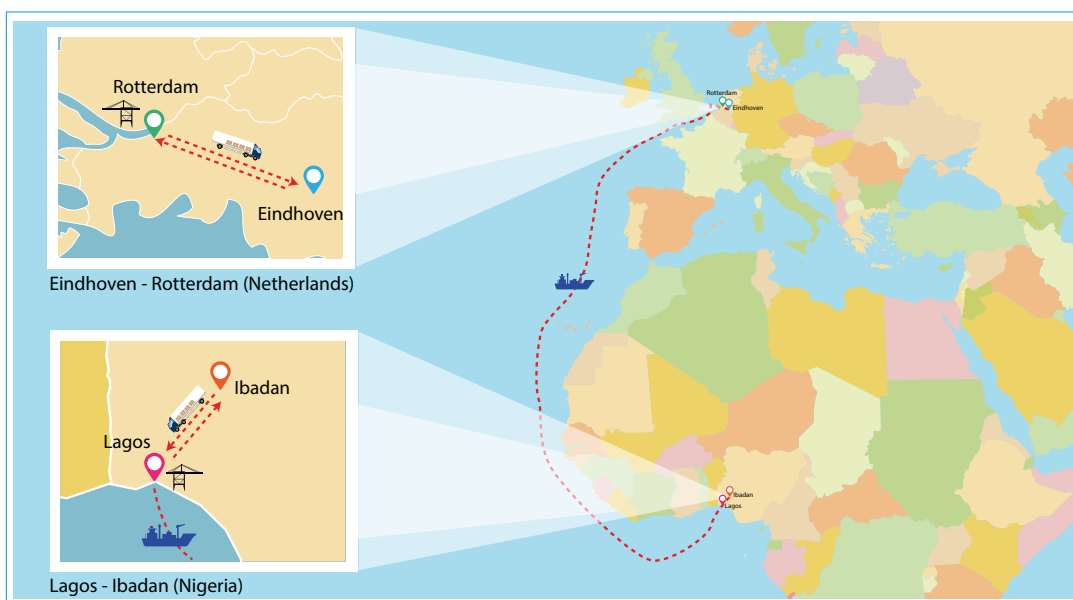 Rotterdam
Eindhoven
Eindhoven - Rotterdam (Netherlands)
Ibadan
Lagos
Lagos - Ibadan (Nigeria)
Rotterdam
Eindhoven
Ibadan
Lagos